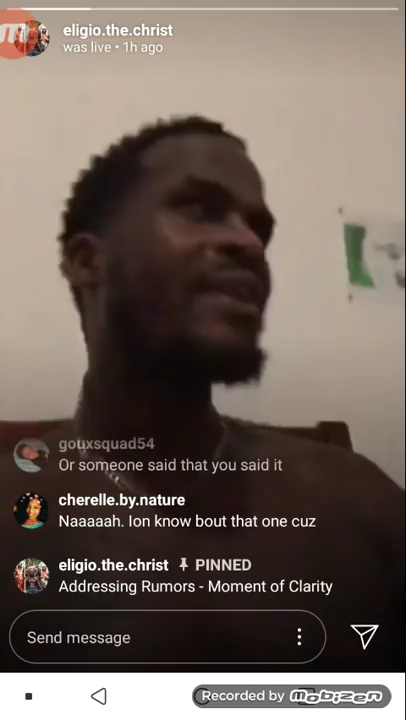 eligio.the.christ
was live • 1h ago
gouxsquad54
Or someone said that you said it
cherelle.by.nature
Naaaaah. Ion know bout that one cuz
eligio.the.christ PINNED
Addressing Rumors - Moment of Clarity
Send message
Recorded by mobizen